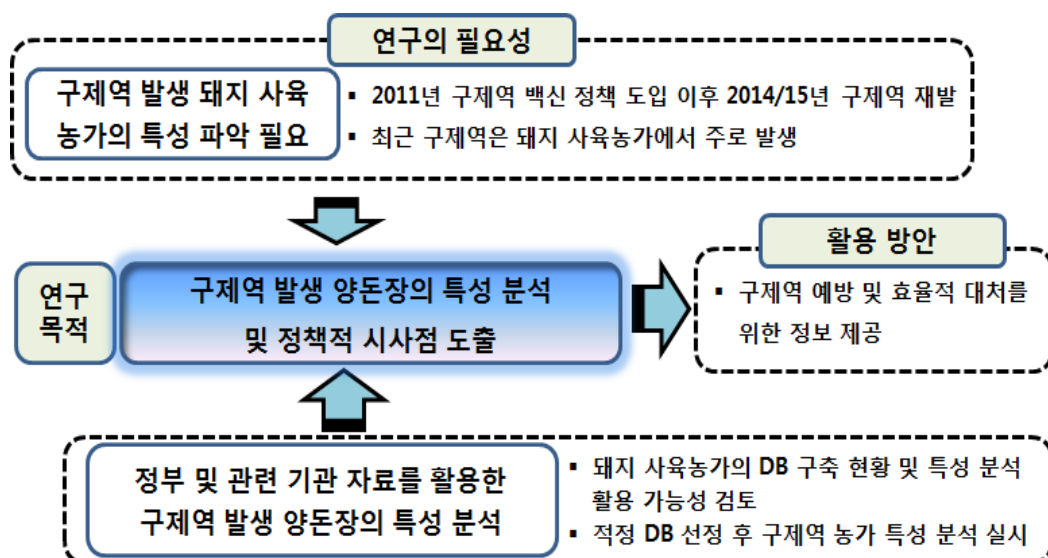 연구의 필요성
구제역 발생 돼지 사육
농가의 특성 파악 필요
▪ 2011년 구제역 백신 정책 도입 이후 2014/15년 구제역 재발
▪ 최근 구제역은 돼지 사육농가에서 주로 발생
연구
목적
구제역 발생 양돈장의 특성 분석
및 정책적 시사점 도출
활용 방안
▪ 구제역 예방 및 효율적 대처를
위한 정보 제공
정부 및 관련 기관 자료를 활용한
구제역 발생 양돈장의 특성 분석
▪ 돼지 사육농가의 DB 구축 현황 및 특성 분석
활용 가능성 검토
▪ 적정 DB 선정 후 구제역 농가 특성 분석 실시